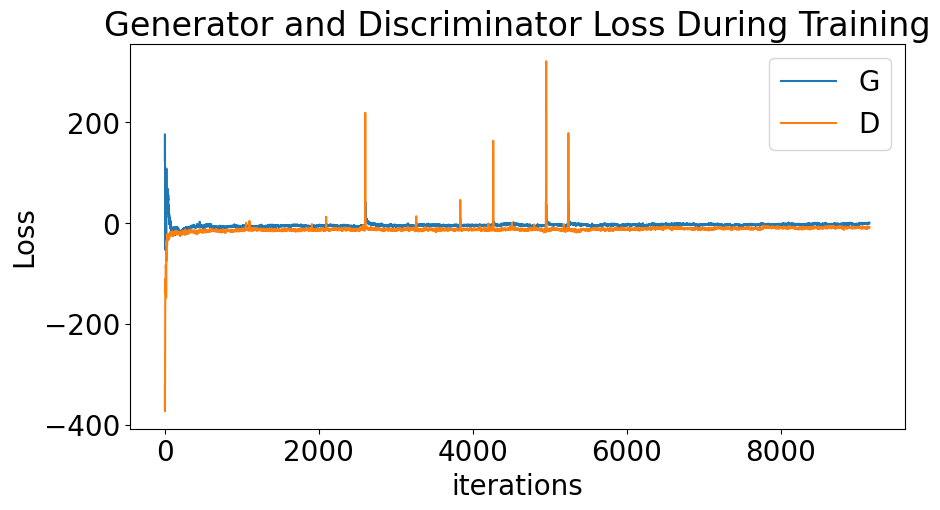 Generator and Discriminator Loss During Training
G
D
200
0
−200
−400
Loss
0 2000 4000 6000 8000
iterations